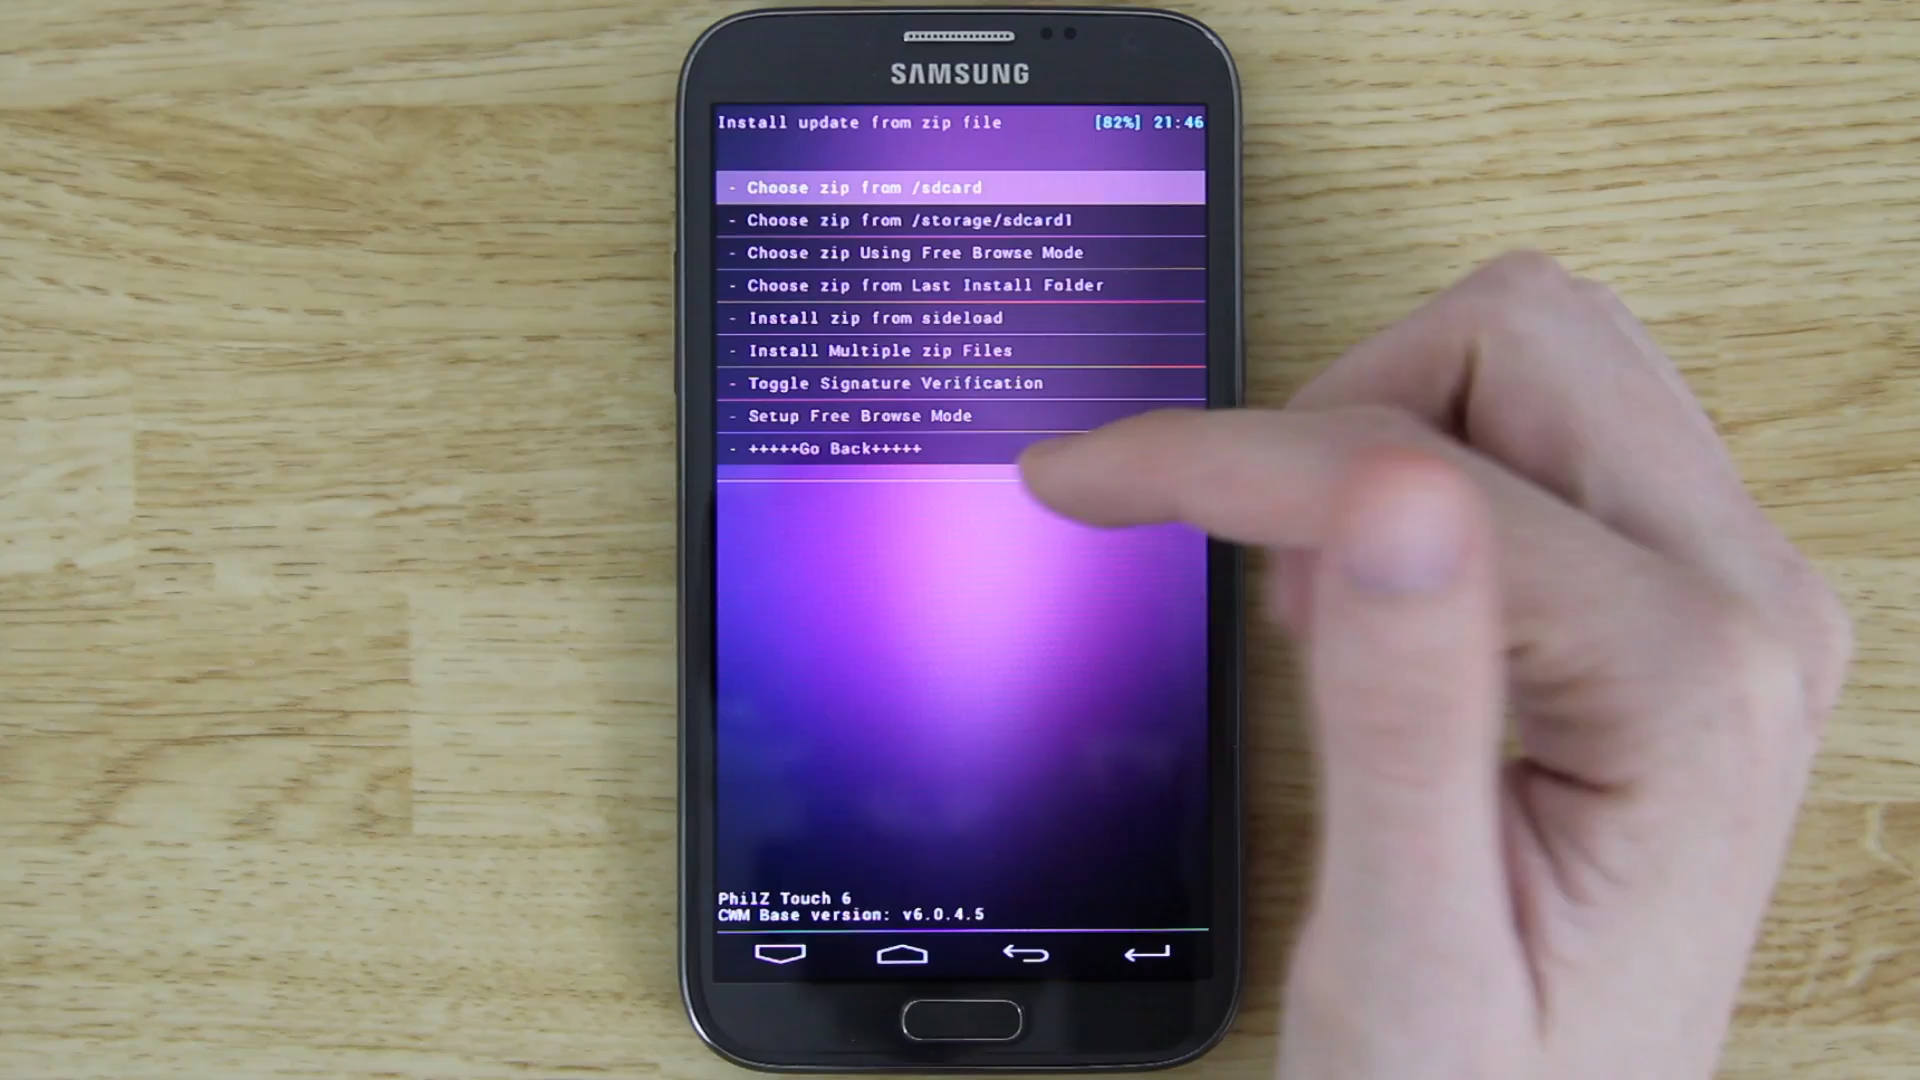 SAMSUNG
Install update from zip file [82%] 21:46
- Choose zip from /sdcard
- Choose zip from /storage/sdcard1
- Choose zip Using Free Browse Mode
- Choose zip from Last Install Folder
- Install zip from sideload
- Install Multiple zip Files
- Toggle Signature Verification
- Setup Free Browse Mode
- +++++Go Back+++++
PhilZ Touch 6
CWM Base version: v6.0.4.5